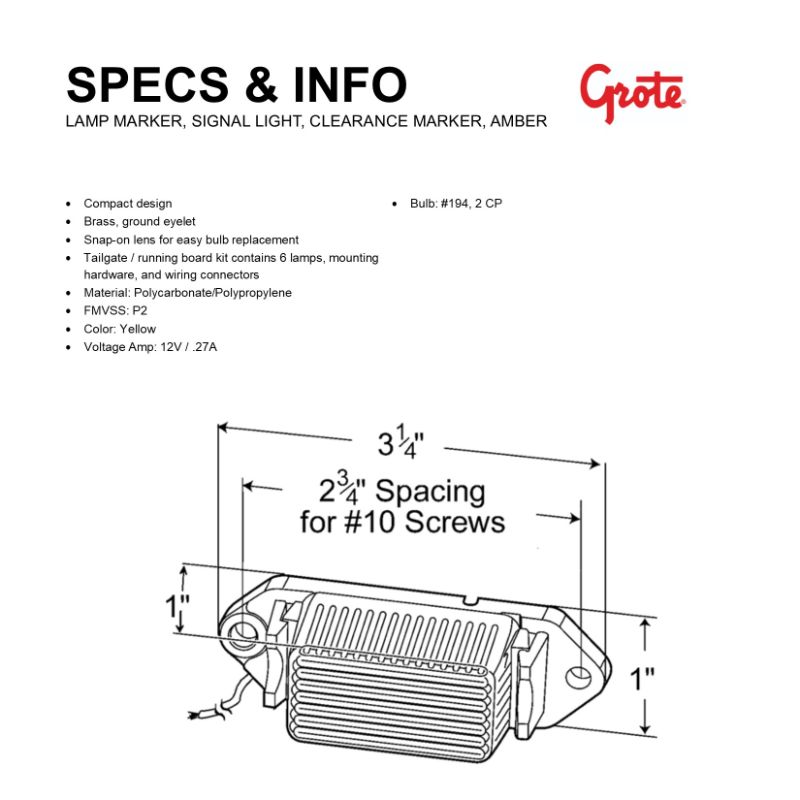 SPECS & INFO
Grote®
LAMP MARKER, SIGNAL LIGHT, CLEARANCE MARKER, AMBER
• Compact design
• Brass, ground eyelet
• Snap-on lens for easy bulb replacement
• Tailgate / running board kit contains 6 lamps, mounting
hardware, and wiring connectors
• Material: Polycarbonate/Polypropylene
• FMVSS: P2
• Color: Yellow
• Voltage Amp: 12V / .27A
• Bulb: #194, 2 CP
3 1/4"
2 3/4" Spacing
for #10 Screws
1"
1"